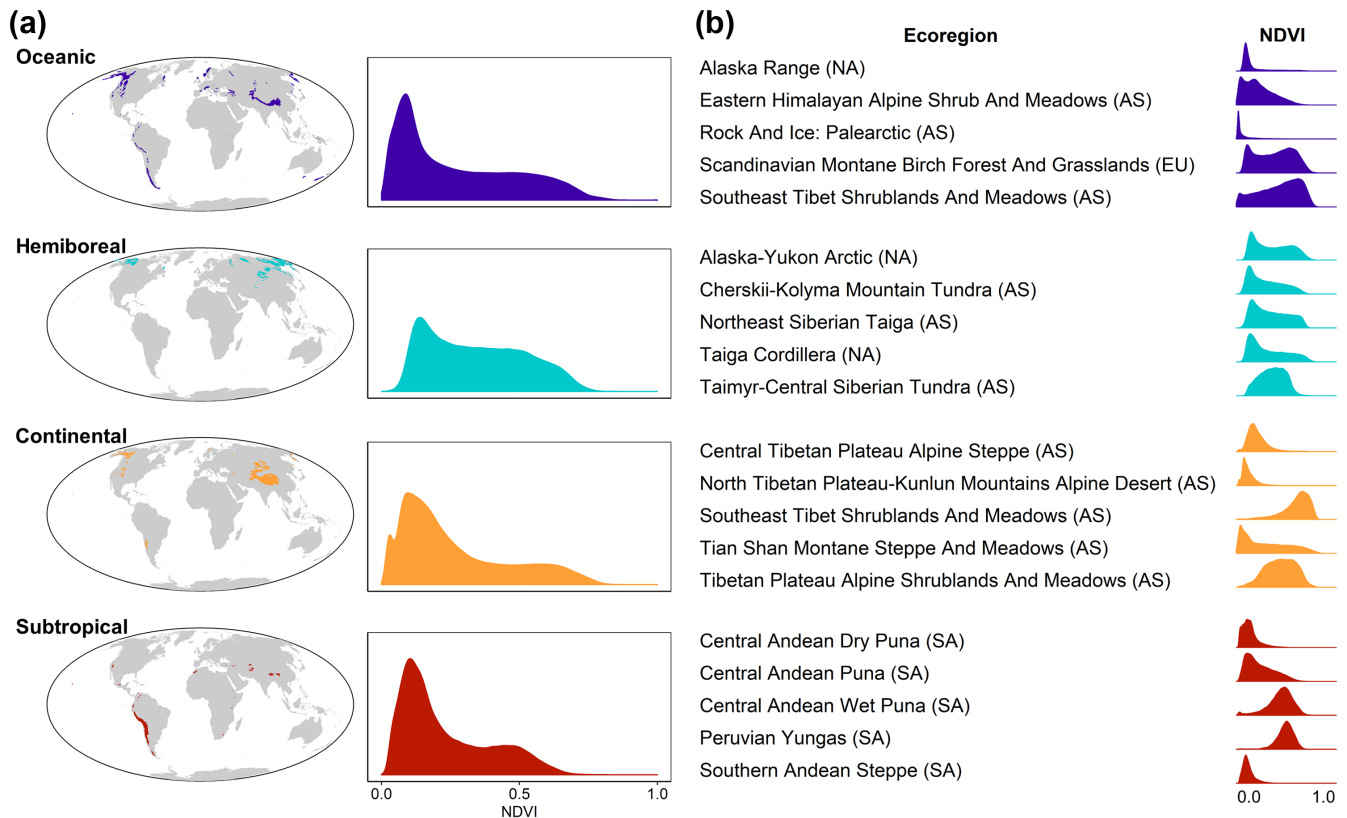 (a)
(b)
Ecoregion
NDVI
Oceanic
Alaska Range (NA)
Eastern Himalayan Alpine Shrub And Meadows (AS)
Rock And Ice: Palearctic (AS)
Scandinavian Montane Birch Forest And Grasslands (EU)
Southeast Tibet Shrublands And Meadows (AS)
Hemiboreal
Alaska-Yukon Arctic (NA)
Cherskii-Kolyma Mountain Tundra (AS)
Northeast Siberian Taiga (AS)
Taiga Cordillera (NA)
Taimyr-Central Siberian Tundra (AS)
Continental
Central Tibetan Plateau Alpine Steppe (AS)
North Tibetan Plateau-Kunlun Mountains Alpine Desert (AS)
Southeast Tibet Shrublands And Meadows (AS)
Tian Shan Montane Steppe And Meadows (AS)
Tibetan Plateau Alpine Shrublands And Meadows (AS)
Subtropical
Central Andean Dry Puna (SA)
Central Andean Puna (SA)
Central Andean Wet Puna (SA)
Peruvian Yungas (SA)
Southern Andean Steppe (SA)
0.0 0.5 1.0
NDVI
0.0 1.0